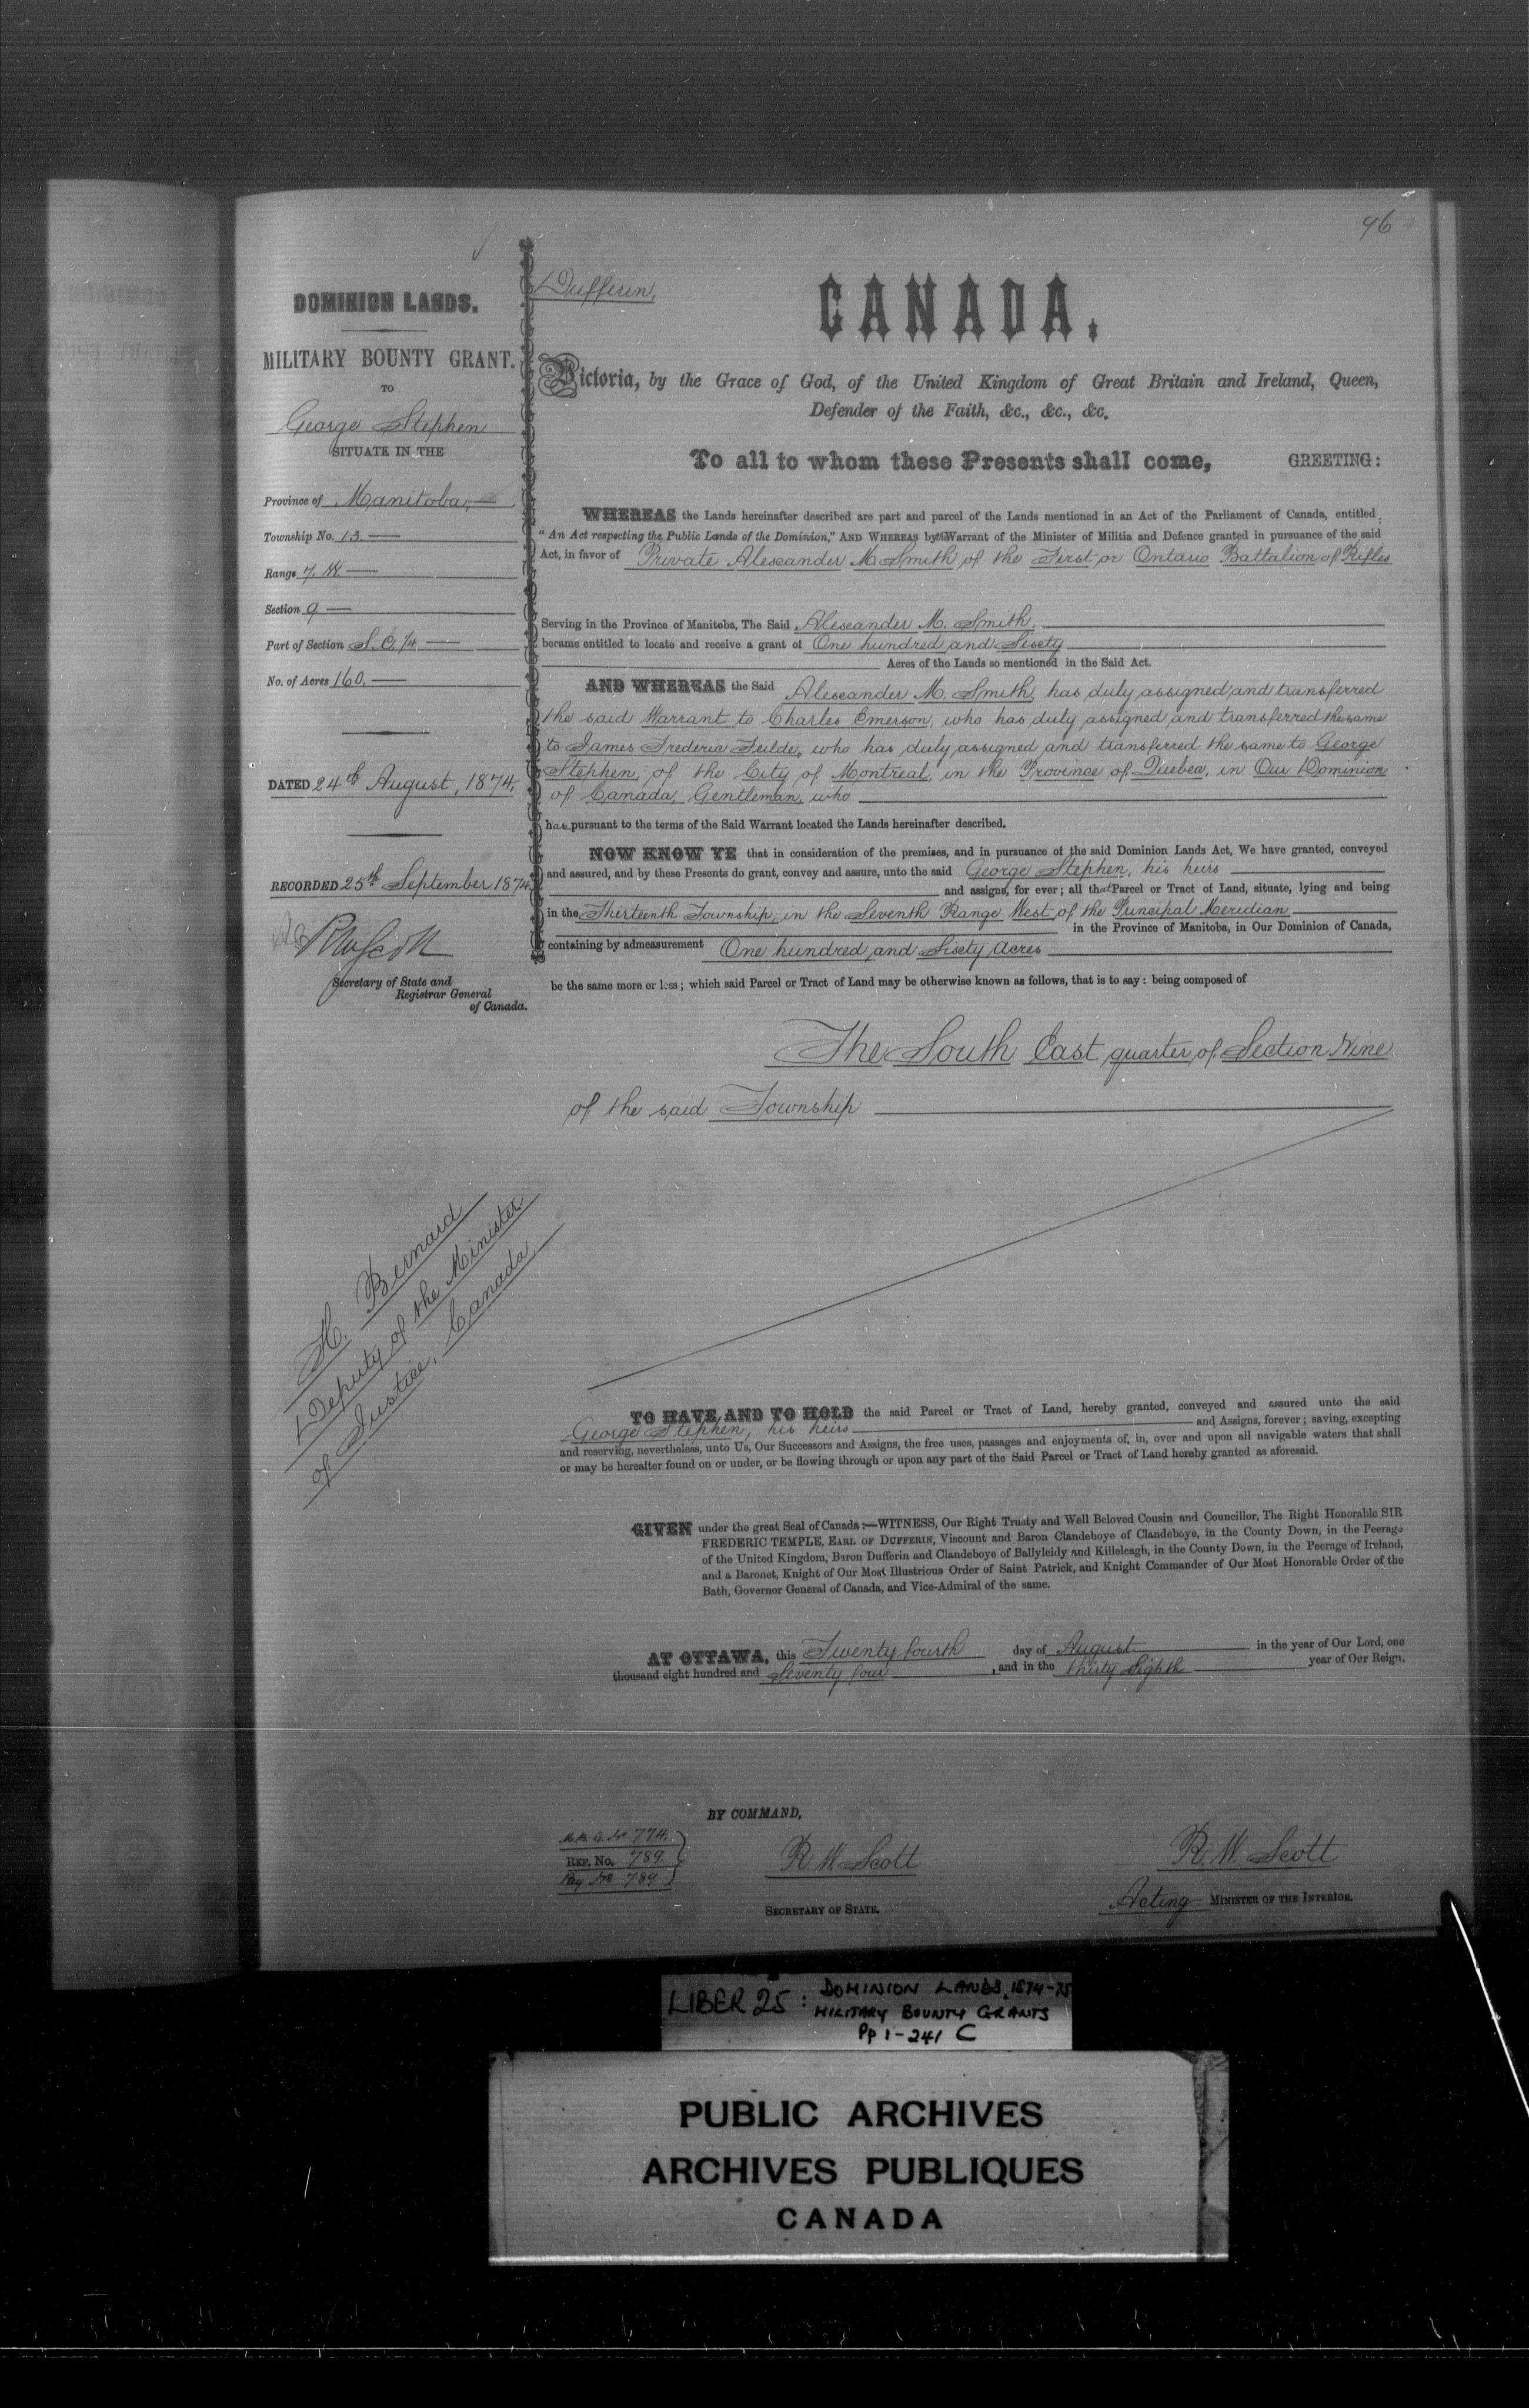 96
DOMINION LANDS.
MILITARY BOUNTY GRANT.
TO
George Stephen
SITUATE IN THE
Province of Manitoba,
Township No. 13.
Range 7. W.
Section 9
Part of Section S. E. 1/4
No. of Acres 160.
DATED 24th August, 1874.
RECORDED 25th September 1874
RW Scott
Secretary of State and
Registrar General
of Canada.
Dufferin,
CANADA.
Victoria, by the Grace of God, of the United Kingdom of Great Britain and Ireland, Queen,
Defender of the Faith, &c., &c., &c.
To all to whom these Presents shall come, GREETING:
WHEREAS the Lands hereinafter described are part and parcel of the Lands mentioned in an Act of the Parliament of Canada, entitled
"An Act respecting the Public Lands of the Dominion," AND WHEREAS by the Warrant of the Minister of Militia and Defence granted in pursuance of the said
Act, in favor of Private Alexander M. Smith of the First or Ontario Battalion of Rifles
Serving in the Province of Manitoba, The Said Alexander M. Smith,
became entitled to locate and receive a grant of One hundred and Sixty
Acres of the Lands so mentioned in the Said Act.
AND WHEREAS the Said Alexander M. Smith, has duly assigned and transferred
the said Warrant to Charles Emerson, who has duly assigned and transferred the same
to James Frederic Feilde, who has duly assigned and transferred the same to George
Stephen, of the City of Montreal, in the Province of Quebec, in Our Dominion
of Canada, Gentleman, who
has pursuant to the terms of the Said Warrant located the Lands hereinafter described.
NOW KNOW YE that in consideration of the premises, and in pursuance of the said Dominion Lands Act, We have granted, conveyed
and assured, and by these Presents do grant, convey and assure, unto the said George Stephen, his heirs
and assigns, for ever; all that Parcel or Tract of Land, situate, lying and being
in the Thirteenth Township, in the Seventh Range West of the Principal Meridian
in the Province of Manitoba, in Our Dominion of Canada,
containing by admeasurement One hundred and Sixty Acres
be the same more or less; which said Parcel or Tract of Land may be otherwise known as follows, that is to say: being composed of
The South East quarter of Section Nine
of the said Township
H. Bernard
Deputy of the Minister
of Justice, Canada
TO HAVE AND TO HOLD the said Parcel or Tract of Land, hereby granted, conveyed and assured unto the said
George Stephen, his heirs and Assigns, forever; saving, excepting
and reserving, nevertheless, unto Us, Our Successors and Assigns, the free uses, passages and enjoyments of, in, over and upon all navigable waters that shall
or may be hereafter found on or under, or be flowing through or upon any part of the Said Parcel or Tract of Land hereby granted as aforesaid.
GIVEN under the great Seal of Canada:—WITNESS, Our Right Trusty and Well Beloved Cousin and Councillor, The Right Honorable SIR
FREDERIC TEMPLE, EARL OF DUFFERIN, Viscount and Baron Clandeboye of Clandeboye, in the County Down, in the Peerage
of the United Kingdom, Baron Dufferin and Clandeboye of Ballyleidy and Killeleagh, in the County Down, in the Peerage of Ireland,
and a Baronet, Knight of Our Most Illustrious Order of Saint Patrick, and Knight Commander of Our Most Honorable Order of the
Bath, Governor General of Canada, and Vice-Admiral of the same.
AT OTTAWA, this Twenty fourth day of August in the year of Our Lord, one
thousand eight hundred and Seventy four, and in the thirty Eighth year of Our Reign.
BY COMMAND,
M.B.G. No 774.
REF. No. 789.
No 789
R. W. Scott
SECRETARY OF STATE.
R. W. Scott
Acting MINISTER OF THE INTERIOR.
LIBER 25: DOMINION LANDS, 1874-75
MILITARY BOUNTY GRANTS
Pp 1-241 C
PUBLIC ARCHIVES
ARCHIVES PUBLIQUES
CANADA